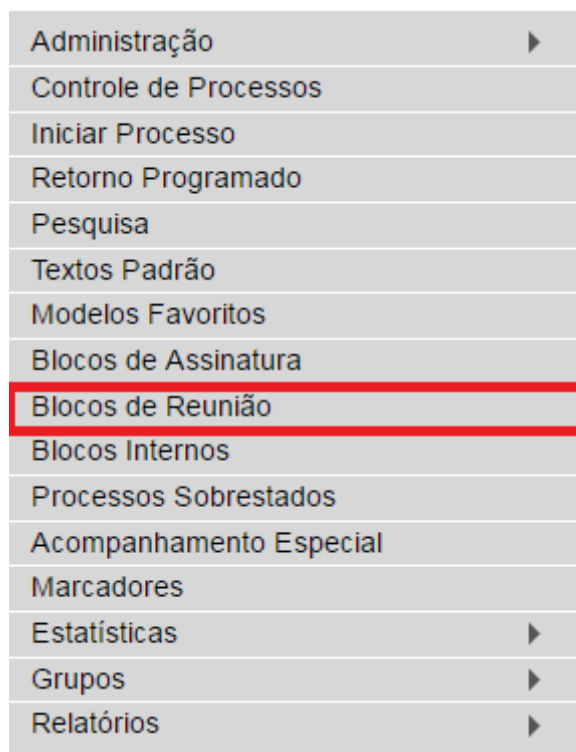 Administração
Controle de Processos
Iniciar Processo
Retorno Programado
Pesquisa
Textos Padrão
Modelos Favoritos
Blocos de Assinatura
Blocos de Reunião
Blocos Internos
Processos Sobrestados
Acompanhamento Especial
Marcadores
Estatísticas
Grupos
Relatórios